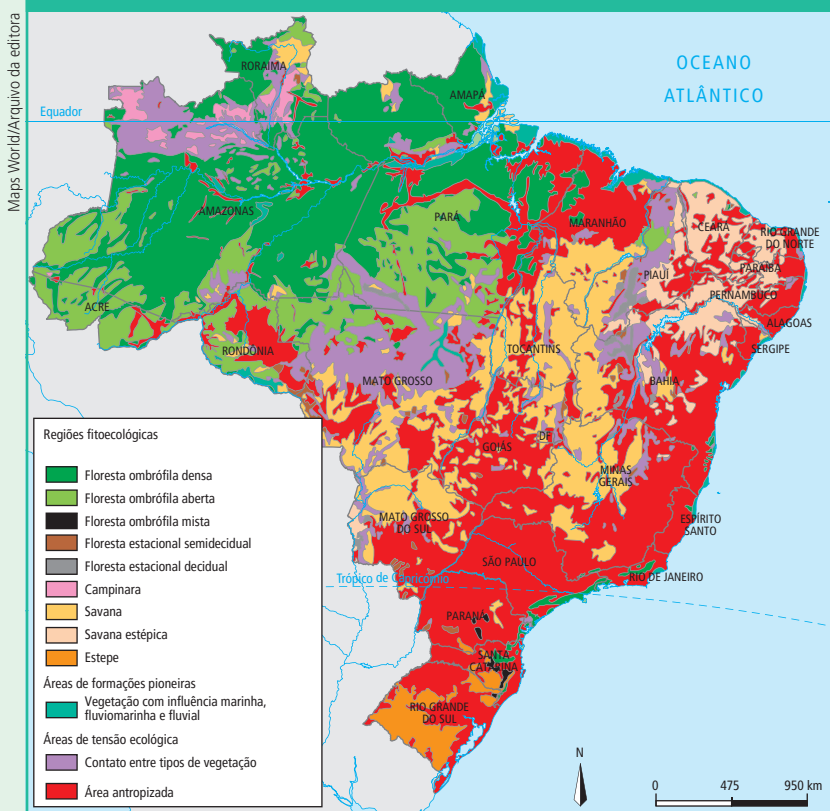 Maps World/Arquivo da editora
OCEANO
ATLÂNTICO
RORAIMA
AMAPÁ
Equador
AMAZONAS
PARÁ
MARANHÃO
CEARÁ
RIO GRANDE
DO NORTE
PIAUÍ
PARAÍBA
PERNAMBUCO
ACRE
ALAGOAS
RONDÔNIA
TOCANTINS
SERGIPE
MATO GROSSO
BAHIA
GOIÁS
DF
MINAS
GERAIS
MATO GROSSO
DO SUL
ESPÍRITO
SANTO
SÃO PAULO
RIO DE JANEIRO
Trópico de Capricórnio
PARANÁ
SANTA
CATARINA
RIO GRANDE
DO SUL
Regiões fitoecológicas
Floresta ombrófila densa
Floresta ombrófila aberta
Floresta ombrófila mista
Floresta estacional semidecidual
Floresta estacional decidual
Campinara
Savana
Savana estépica
Estepe
Áreas de formações pioneiras
Vegetação com influência marinha,
fluviomarinha e fluvial
Áreas de tensão ecológica
Contato entre tipos de vegetação
Área antropizada
N
0 475 950 km